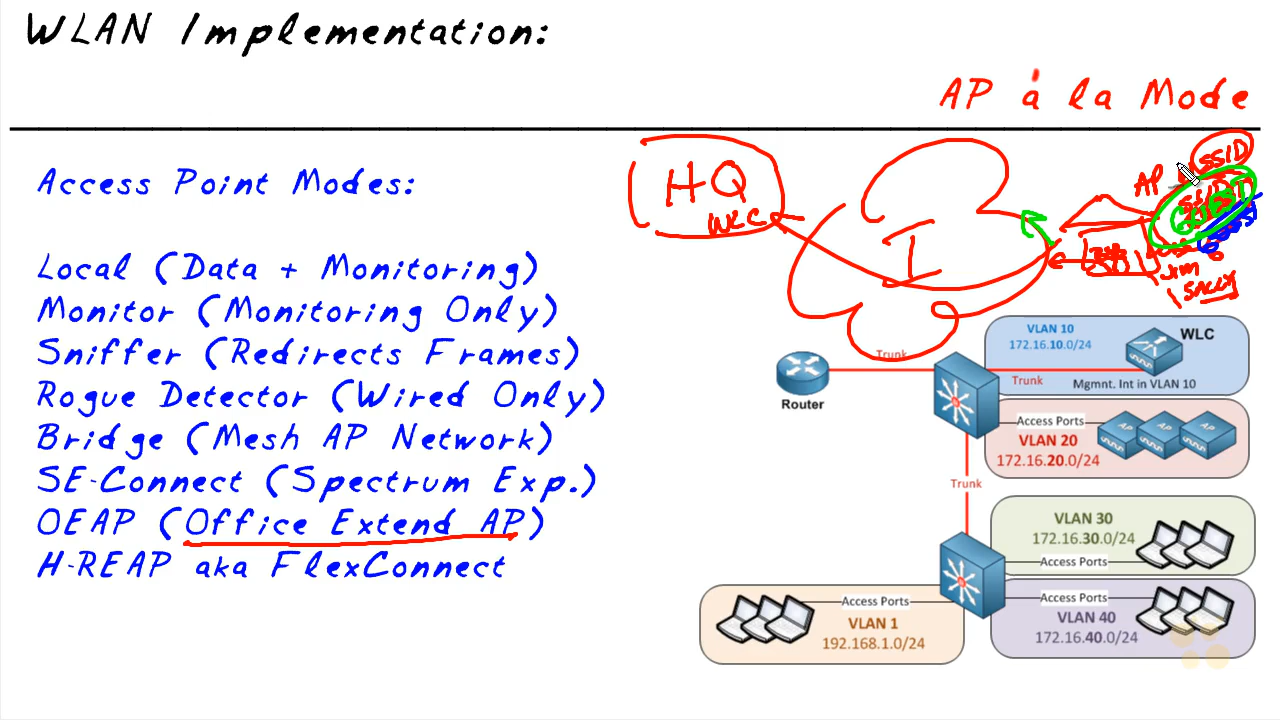 WLAN Implementation:
AP á la Mode
Access Point Modes:
Local (Data + Monitoring)
Monitor (Monitoring Only)
Sniffer (Redirects Frames)
Rogue Detector (Wired Only)
Bridge (Mesh AP Network)
SE-Connect (Spectrum Exp.)
OEAP (Office Extend AP)
H-REAP aka FlexConnect
HQ
WLC
I
AP
SSID
SSID
Trunk
Router
VLAN 10
172.16.10.0/24
WLC
Trunk
Mgmnt. Int in VLAN 10
Access Ports
VLAN 20
172.16.20.0/24
AP
AP
AP
Trunk
VLAN 30
172.16.30.0/24
Access Ports
Access Ports
VLAN 40
172.16.40.0/24
Access Ports
VLAN 1
192.168.1.0/24